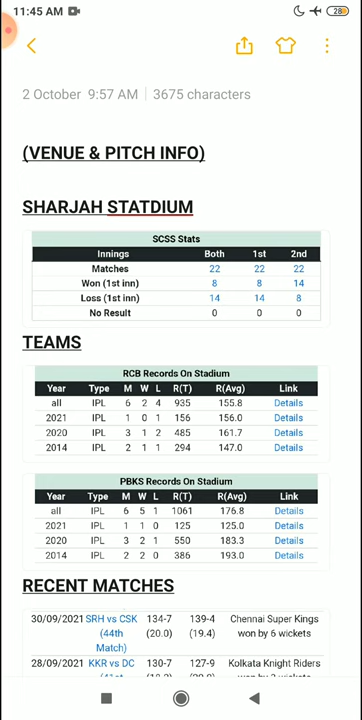 11:45 AM 28
2 October 9:57 AM | 3675 characters
(VENUE & PITCH INFO)
SHARJAH STATDIUM
SCSS Stats
Innings Both 1st 2nd
Matches 22 22 22
Won (1st inn) 8 8 14
Loss (1st inn) 14 14 8
No Result 0 0 0
TEAMS
RCB Records On Stadium
Year Type M W L R(T) R(Avg) Link
all IPL 6 2 4 935 155.8 Details
2021 IPL 1 0 1 156 156.0 Details
2020 IPL 3 1 2 485 161.7 Details
2014 IPL 2 1 1 294 147.0 Details
PBKS Records On Stadium
Year Type M W L R(T) R(Avg) Link
all IPL 6 5 1 1061 176.8 Details
2021 IPL 1 1 0 125 125.0 Details
2020 IPL 3 2 1 550 183.3 Details
2014 IPL 2 2 0 386 193.0 Details
RECENT MATCHES
30/09/2021 SRH vs CSK 134-7 139-4 Chennai Super Kings
(44th (20.0) (19.4) won by 6 wickets
Match)
28/09/2021 KKR vs DC 130-7 127-9 Kolkata Knight Riders